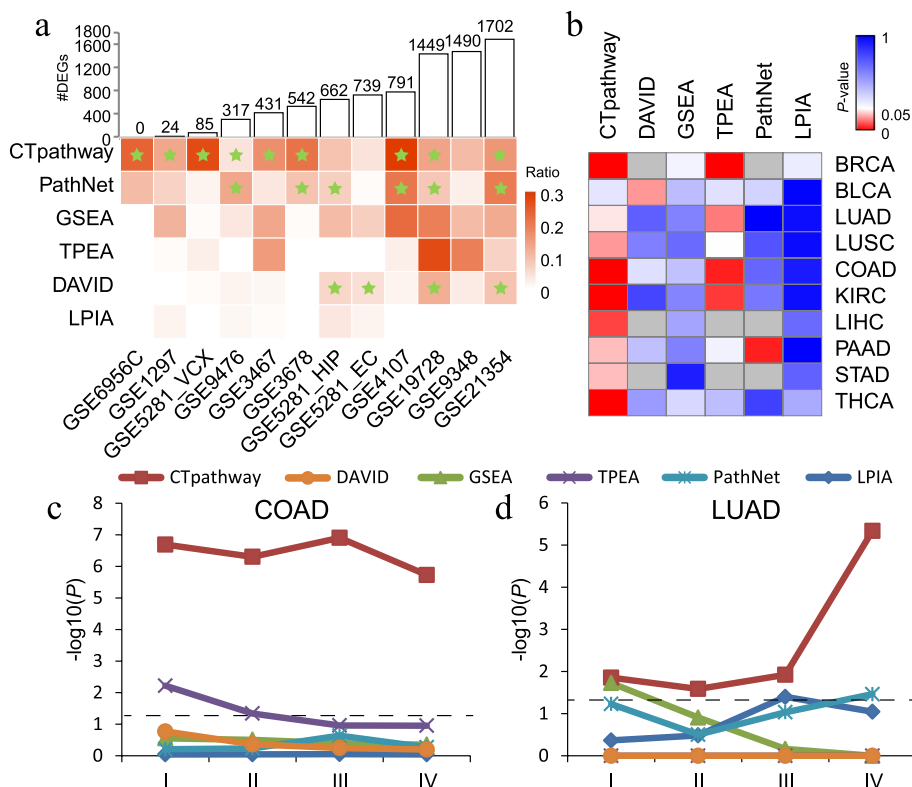 a
#DEGs
1800
1600
1200
800
400
0
0 24 85 317 431 542 662 739 791 1449 1490 1702
CTpathway
PathNet
GSEA
TPEA
DAVID
LPIA
Ratio
0.3
0.2
0.1
0
GSE6956C
GSE1297
GSE5281_VCX
GSE9476
GSE3467
GSE3678
GSE5281_HIP
GSE5281_EC
GSE4107
GSE19728
GSE9348
GSE21354
b
CTpathway
DAVID
GSEA
TPEA
PathNet
LPIA
P-value
1
0.05
0
BRCA
BLCA
LUAD
LUSC
COAD
KIRC
LIHC
PAAD
STAD
THCA
CTpathway DAVID GSEA TPEA PathNet LPIA
c
COAD
-log10(P)
8
7
6
5
4
3
2
1
0
I II III IV
d
LUAD
-log10(P)
6
5
4
3
2
1
0
I II III IV